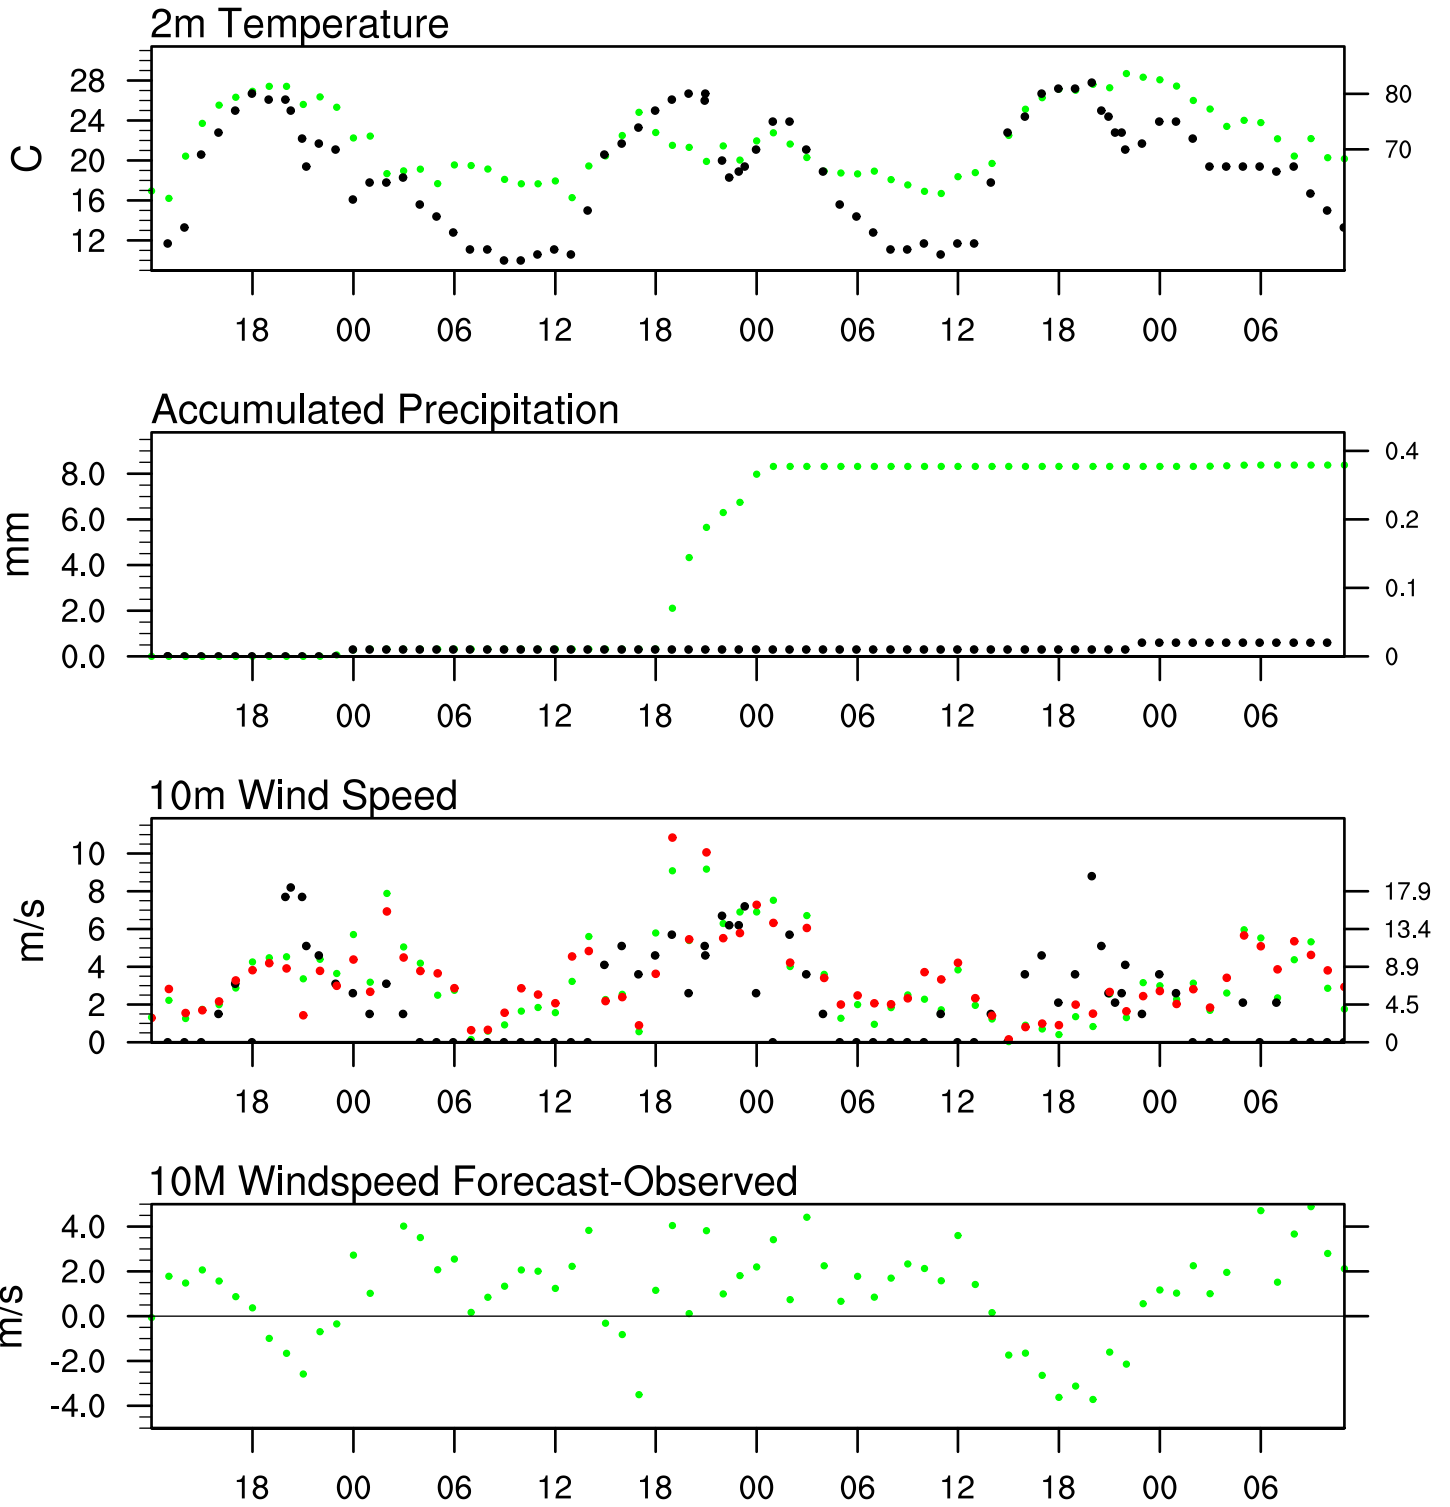 2m Temperature
C
28
24
20
16
12
80
70
18 00 06 12 18 00 06 12 18 00 06
Accumulated Precipitation
mm
8.0
6.0
4.0
2.0
0.0
0.4
0.2
0.1
0
18 00 06 12 18 00 06 12 18 00 06
10m Wind Speed
m/s
10
8
6
4
2
0
17.9
13.4
8.9
4.5
0
18 00 06 12 18 00 06 12 18 00 06
10M Windspeed Forecast-Observed
m/s
4.0
2.0
0.0
-2.0
-4.0
18 00 06 12 18 00 06 12 18 00 06